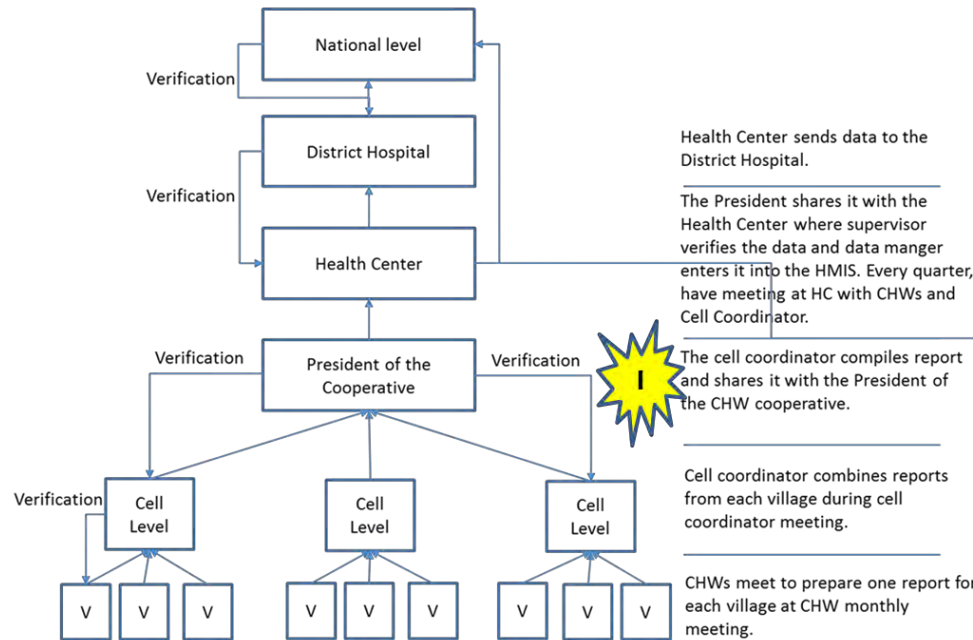 National level
Verification
District Hospital
Verification
Health Center
Verification
President of the
Cooperative
Verification
I
Verification
Cell
Level
Cell
Level
Cell
Level
V
V
V
V
V
V
V
V
V
Health Center sends data to the
District Hospital.
The President shares it with the
Health Center where supervisor
verifies the data and data manger
enters it into the HMIS. Every quarter,
have meeting at HC with CHWs and
Cell Coordinator.
The cell coordinator compiles report
and shares it with the President of
the CHW cooperative.
Cell coordinator combines reports
from each village during cell
coordinator meeting.
CHWs meet to prepare one report for
each village at CHW monthly
meeting.